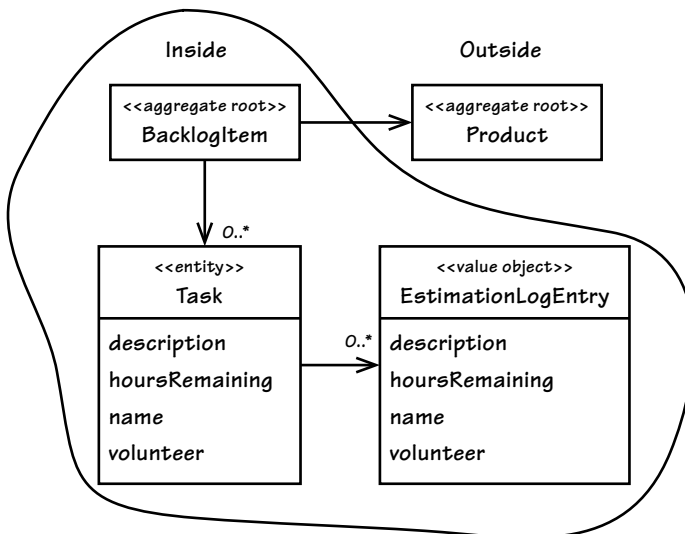 Inside
Outside
<<aggregate root>>
BacklogItem
<<aggregate root>>
Product
0..*
<<entity>>
Task
description
hoursRemaining
name
volunteer
0..*
<<value object>>
EstimationLogEntry
description
hoursRemaining
name
volunteer